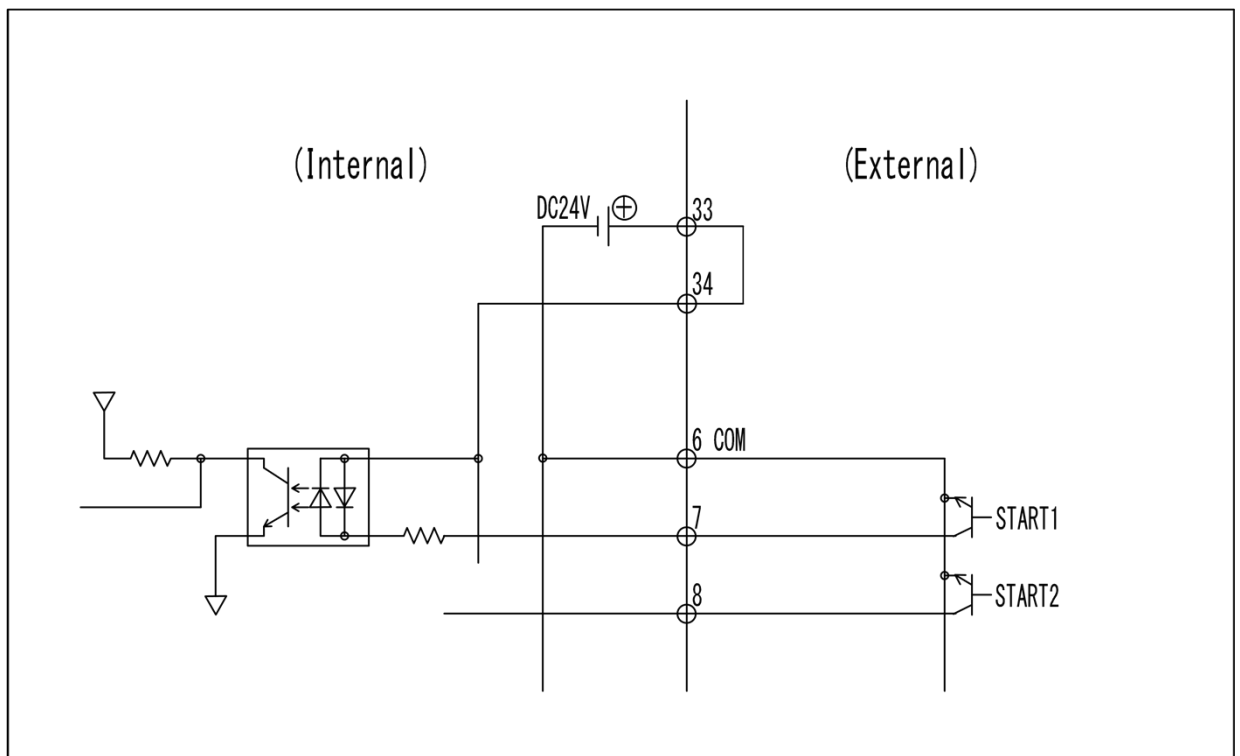 (Internal)
(External)
DC24V ⊕
33
34
6 COM
7
START1
8
START2